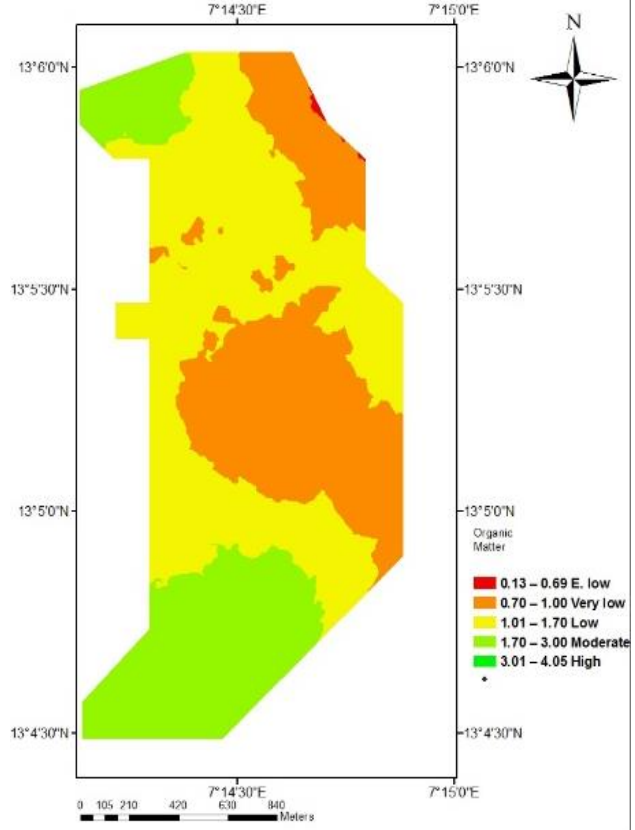 7°14'30"E 7°15'0"E
N
13°6'0"N 13°6'0"N
13°5'30"N 13°5'30"N
13°5'0"N 13°5'0"N
Organic
Matter
0.13 – 0.69 E. low
0.70 – 1.00 Very low
1.01 – 1.70 Low
1.70 – 3.00 Moderate
3.01 – 4.05 High
13°4'30"N 13°4'30"N
7°14'30"E 7°15'0"E
0 105 210 420 630 840
Meters